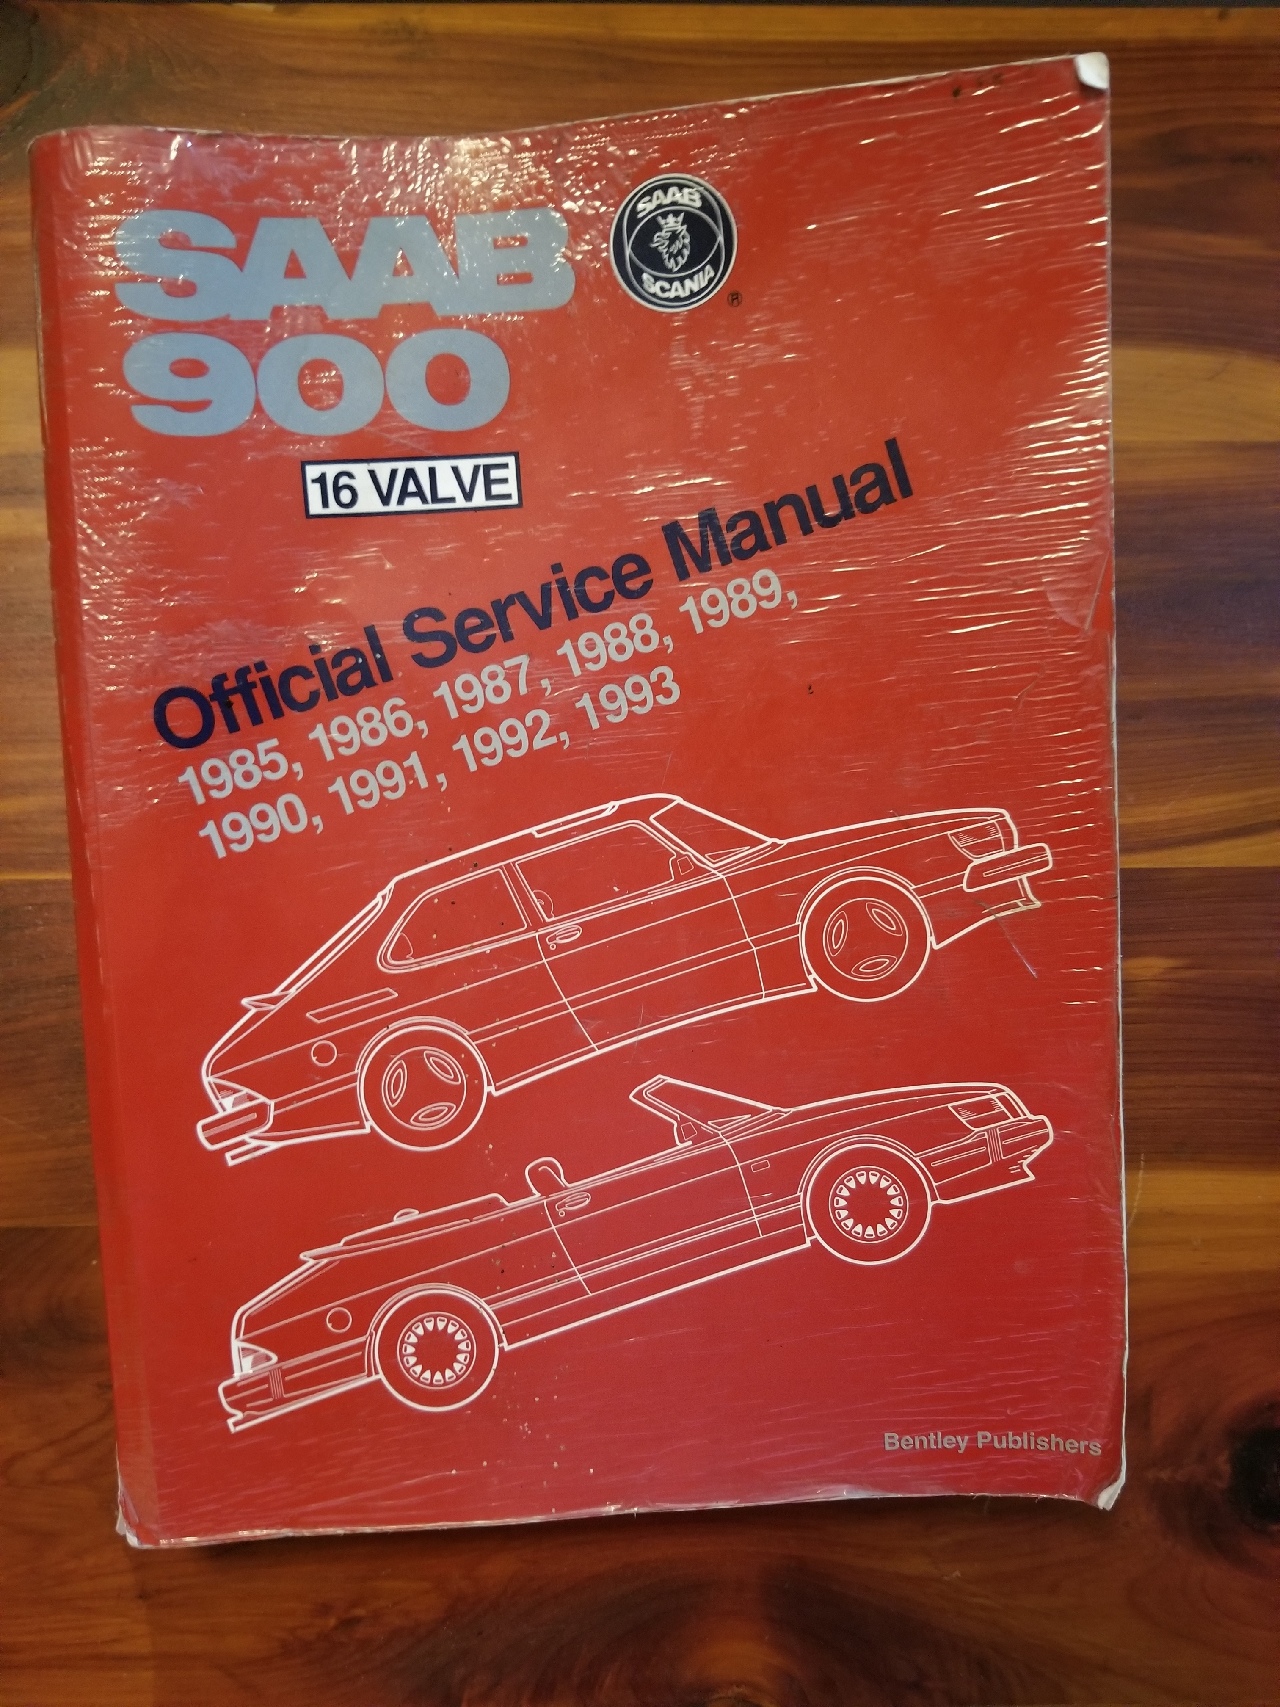 SAAB
900
SAAB
SCANIA
®
16 VALVE
Official Service Manual
1985, 1986, 1987, 1988, 1989,
1990, 1991, 1992, 1993
Bentley Publishers